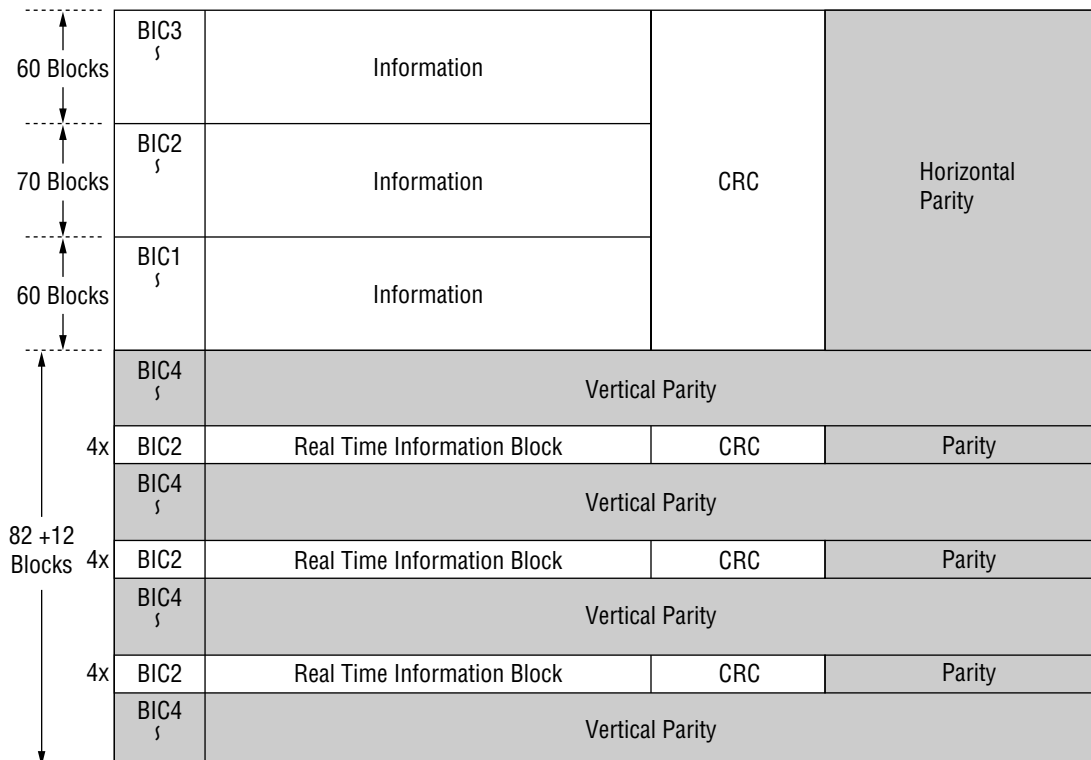 BIC3
60 Blocks
Information
BIC2
70 Blocks
Information
CRC
Horizontal
Parity
BIC1
60 Blocks
Information
BIC4
Vertical Parity
4x BIC2 Real Time Information Block CRC Parity
BIC4
Vertical Parity
82 +12
Blocks
4x BIC2 Real Time Information Block CRC Parity
BIC4
Vertical Parity
4x BIC2 Real Time Information Block CRC Parity
BIC4
Vertical Parity